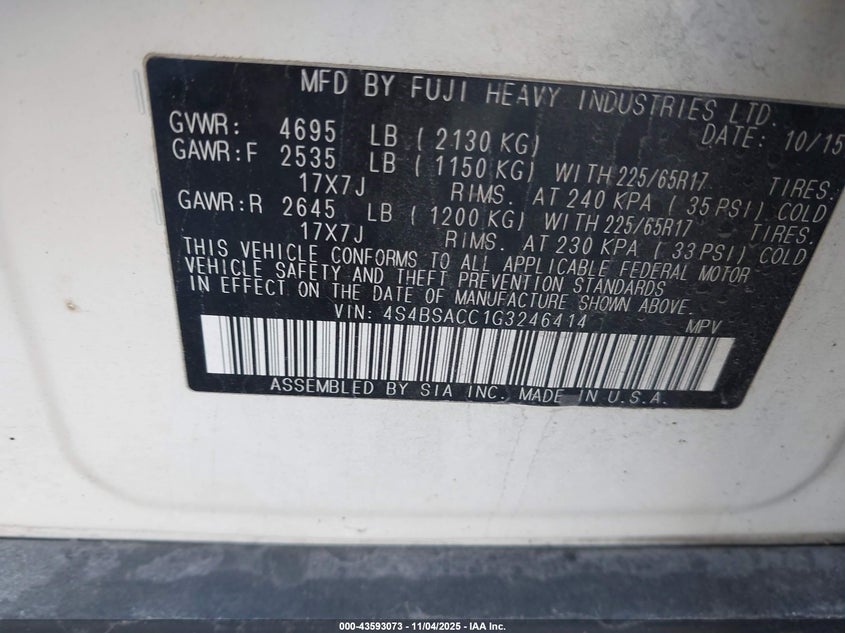 MFD BY FUJI HEAVY INDUSTRIES LTD.
DATE: 10/15
GVWR: 4695 LB ( 2130 KG)
GAWR:F 2535 LB ( 1150 KG) WITH 225/65R17 TIRES.
17X7J RIMS. AT 240 KPA ( 35 PSI) COLD
GAWR:R 2645 LB ( 1200 KG) WITH 225/65R17 TIRES.
17X7J RIMS. AT 230 KPA ( 33 PSI) COLD
THIS VEHICLE CONFORMS TO ALL APPLICABLE FEDERAL MOTOR
VEHICLE SAFETY AND THEFT PREVENTION STANDARDS
IN EFFECT ON THE DATE OF MANUFACTURE SHOWN ABOVE.
VIN: 4S4BSACC1G3246414 MPV
ASSEMBLED BY SIA INC. MADE IN U.S.A.
000-43593073 - 11/04/2025 - IAA Inc.